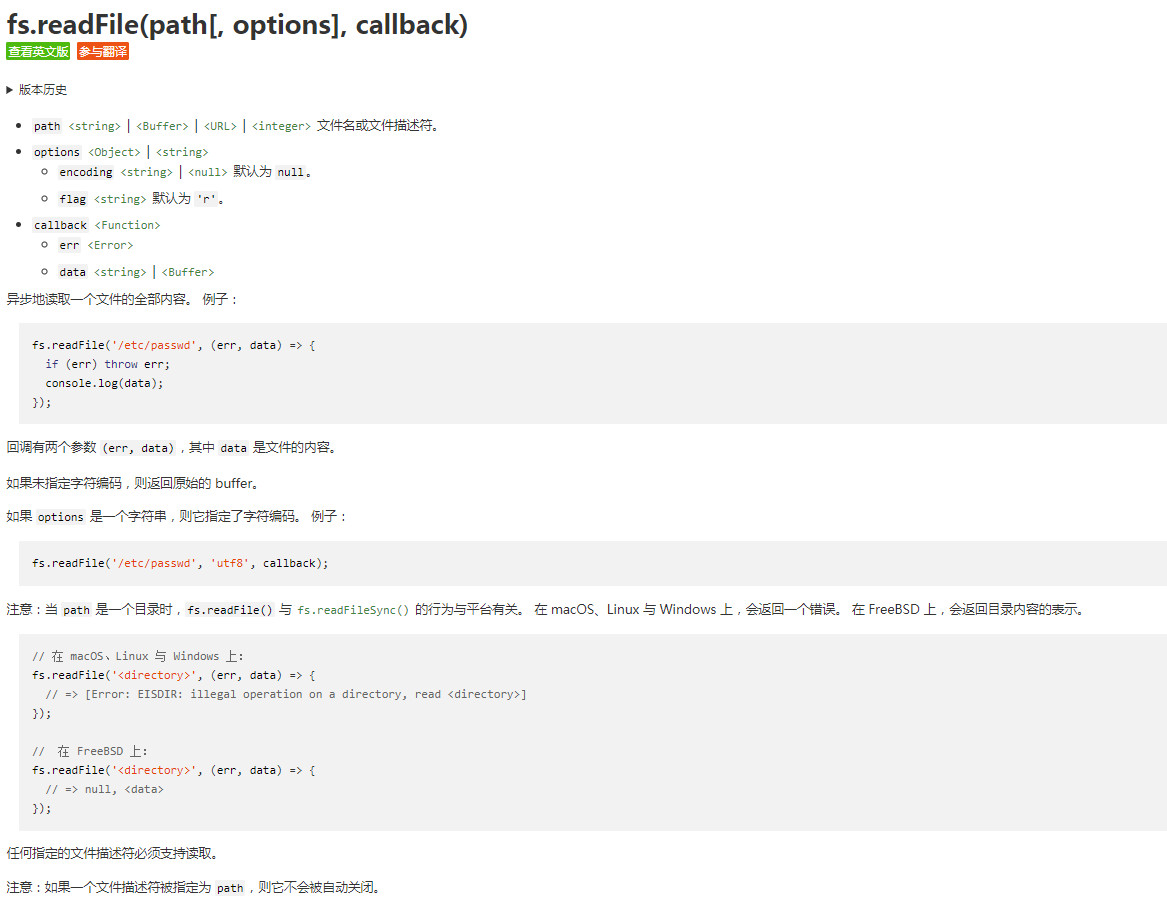 fs.readFile(path[, options], callback)
查看英文版 参与翻译
▶ 版本历史
• path <string> | <Buffer> | <URL> | <integer> 文件名或文件描述符。
• options <Object> | <string>
◦ encoding <string> | <null> 默认为 null。
◦ flag <string> 默认为 'r'。
• callback <Function>
◦ err <Error>
◦ data <string> | <Buffer>
异步地读取一个文件的全部内容。 例子：
fs.readFile('/etc/passwd', (err, data) => {
  if (err) throw err;
  console.log(data);
});
回调有两个参数 (err, data)，其中 data 是文件的内容。
如果未指定字符编码，则返回原始的 buffer。
如果 options 是一个字符串，则它指定了字符编码。 例子：
fs.readFile('/etc/passwd', 'utf8', callback);
注意：当 path 是一个目录时，fs.readFile() 与 fs.readFileSync() 的行为与平台有关。 在 macOS、Linux 与 Windows 上，会返回一个错误。 在 FreeBSD 上，会返回目录内容的表示。
// 在 macOS、Linux 与 Windows 上:
fs.readFile('<directory>', (err, data) => {
  // => [Error: EISDIR: illegal operation on a directory, read <directory>]
});
//  在 FreeBSD 上:
fs.readFile('<directory>', (err, data) => {
  // => null, <data>
});
任何指定的文件描述符必须支持读取。
注意：如果一个文件描述符被指定为 path，则它不会被自动关闭。